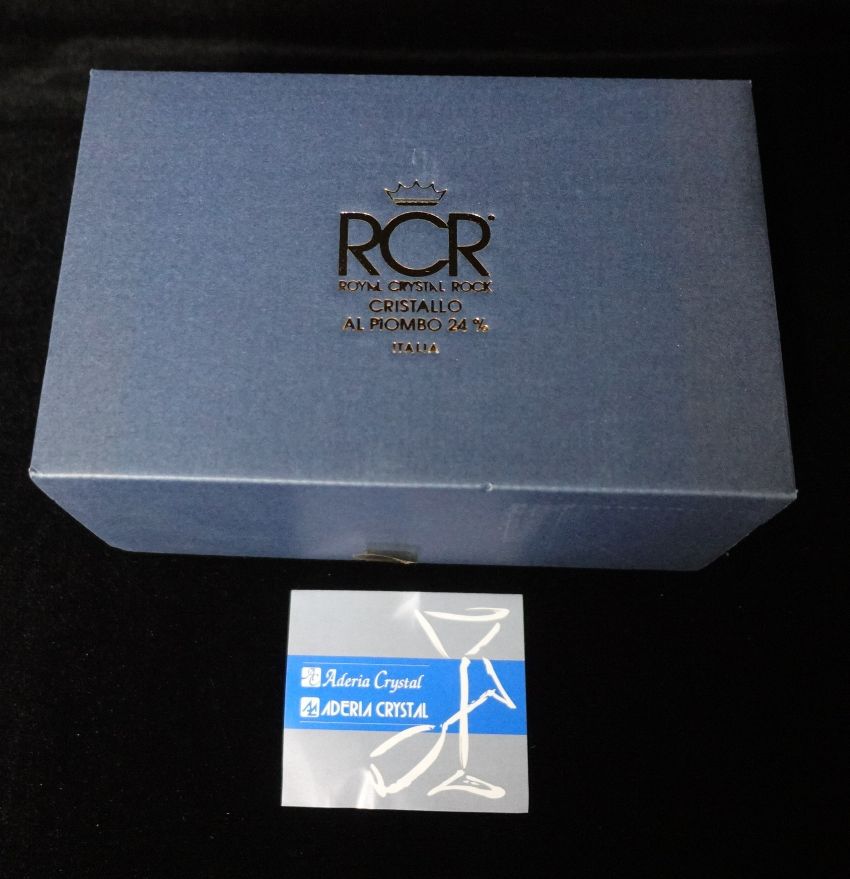 RCR
ROYAL CRYSTAL ROCK
CRISTALLO
AL PIOMBO 24 %
ITALIA
Aderia Crystal
ADERIA CRYSTAL